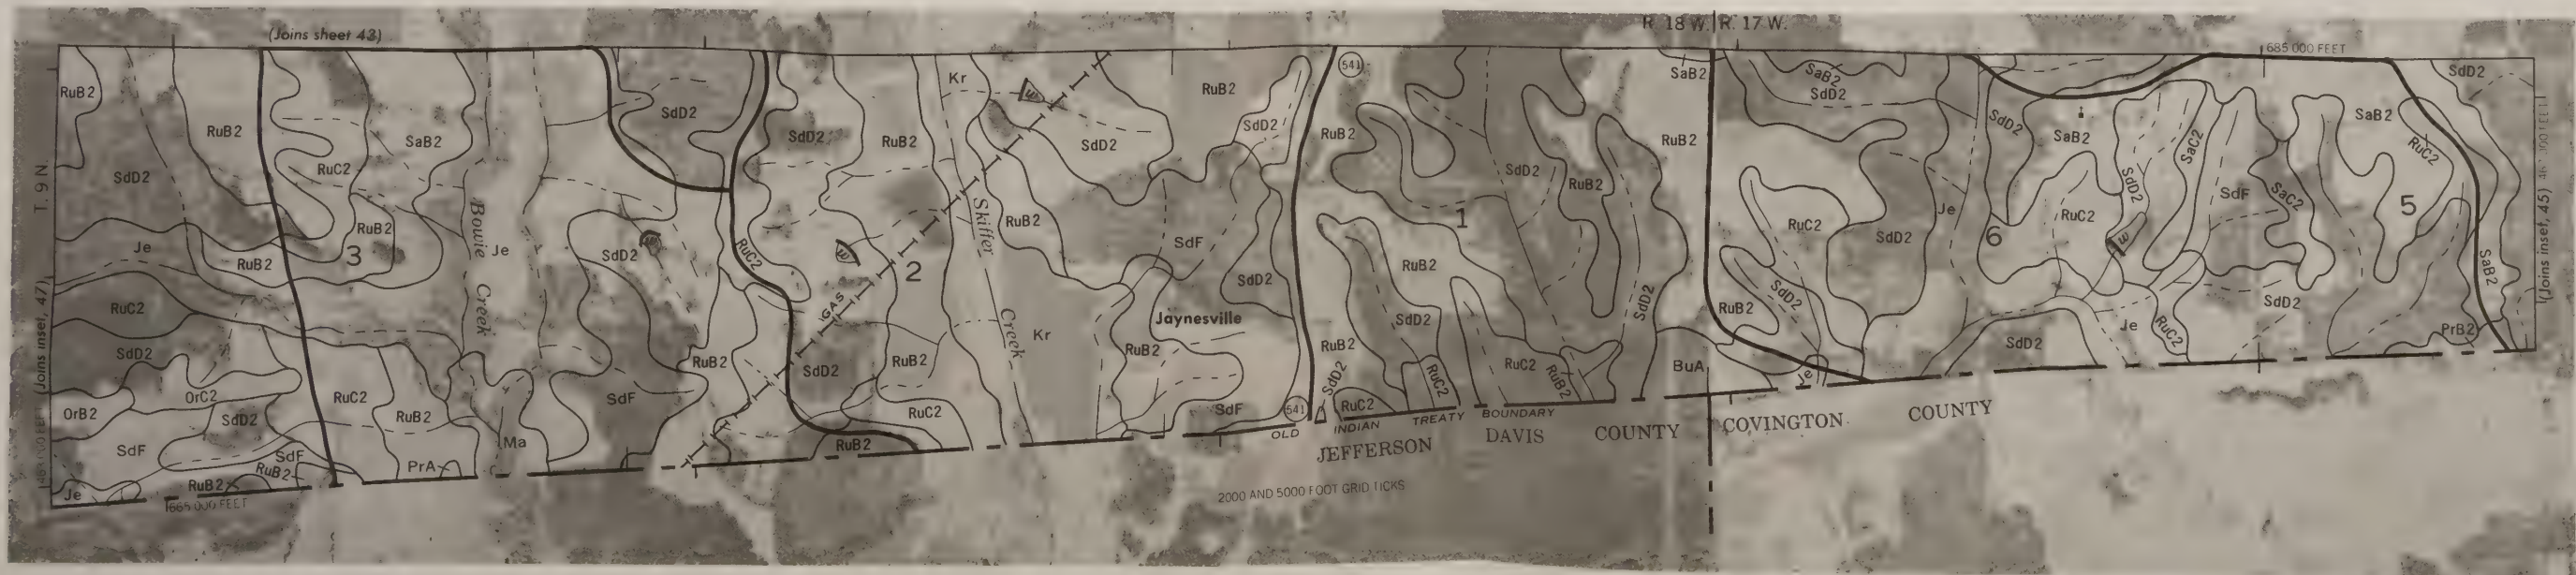 R. 18 W. R. 17 W.
(Joins sheet 43)
685 000 FEET
541
Kr
SaB2
SaB2
SdD2
SdD2
RuB2
RuB2
SdD2
SdD2
RuB2
SaB2
SdD2
RuB2
SdD2
RuB2
RuB2
SdD2
SaB2
SaC2
SaB2
RuC2
T. 9 N.
SdD2
RuC2
SdD2
SdD2
RuB2
SdD2
SdF
SaC2
Bowie Creek
Je
SdD2
W
RuC2
W
W
W
Skiffer Creek
RuB2
SdF
1
RuC2
SdD2
Je
6
RuC2
5
Je
RuB2
3
RuB2
GAS
2
RuB2
SdD2
SdD2
SaB2
(Joins inset, 45)
(Joins inset, 47)
RuC2
Kr
Jaynesville
SdD2
SdD2
RuB2
SdD2
SdD2
Je
RuC2
PrB2
SdD2
RuB2
SdD2
RuB2
RuB2
RuB2
RuC2
RuB2
BuA
Je
SdD2
OrC2
OrB2
SdD2
RuC2
RuB2
SdF
RuC2
SdF
541
SdD2
RuC2
RuC2
SdF
SdF
RuB2
PrA
Ma
RuB2
OLD INDIAN TREATY BOUNDARY
JEFFERSON DAVIS COUNTY
COVINGTON COUNTY
Je
RuB2
665 000 FEET
2000 AND 5000 FOOT GRID TICKS